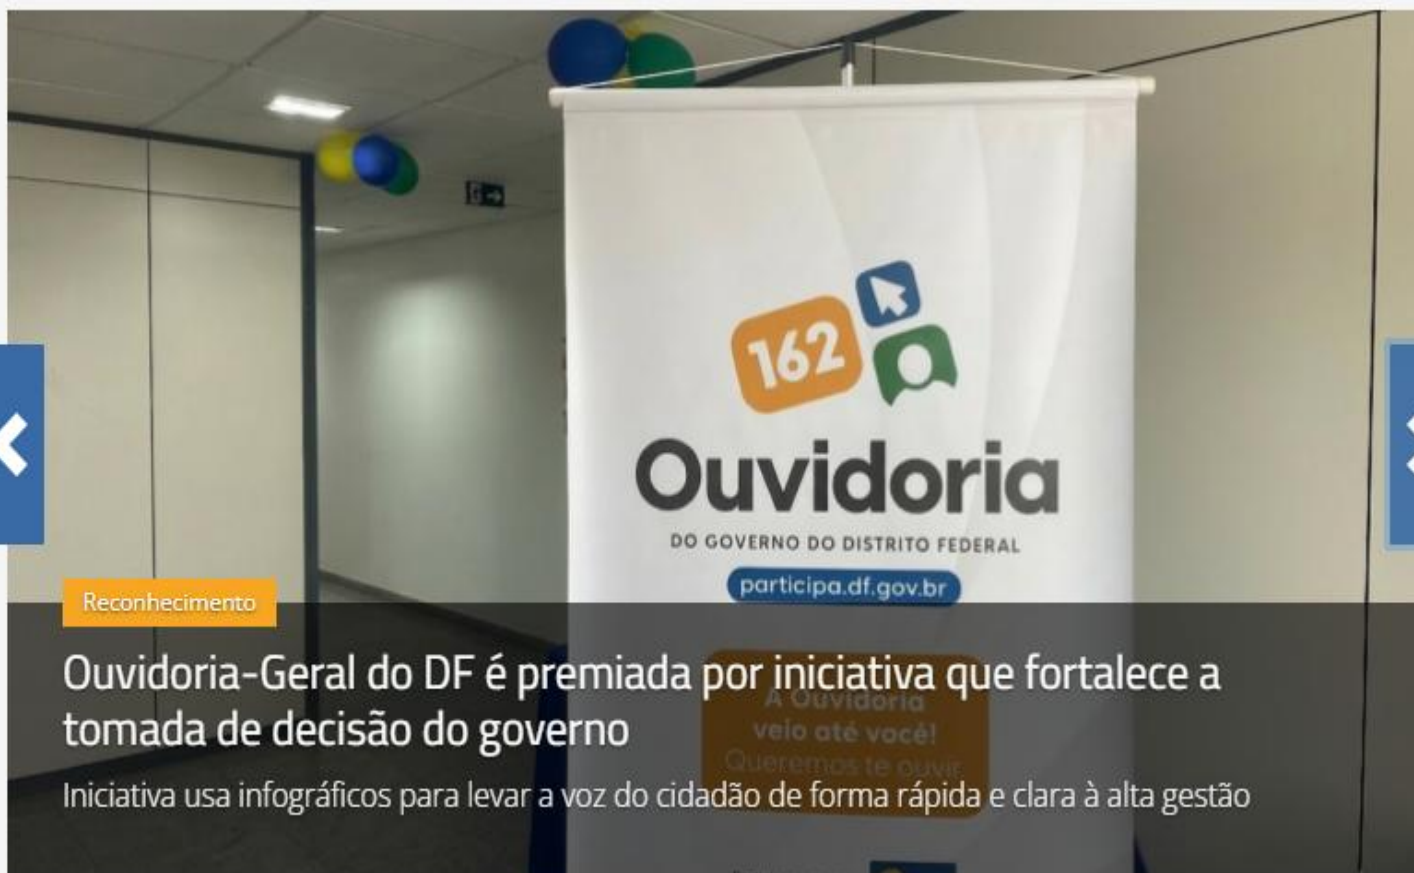 162
Ouvidoria
DO GOVERNO DO DISTRITO FEDERAL
participa.df.gov.br
Reconhecimento
Ouvidoria-Geral do DF é premiada por iniciativa que fortalece a
tomada de decisão do governo
A Ouvidoria
veio até você!
Queremos te ouvir
Iniciativa usa infográficos para levar a voz do cidadão de forma rápida e clara à alta gestão